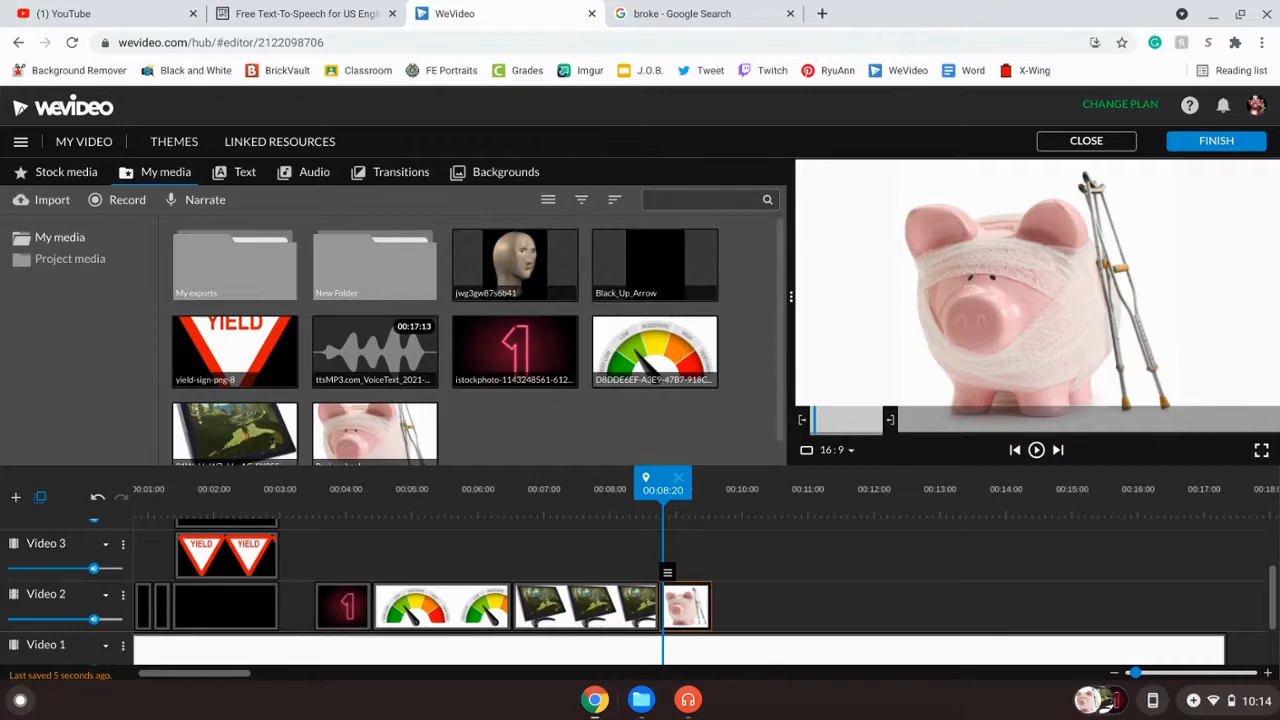 (1) YouTube
Free Text-To-Speech for US Engl
WeVideo
broke - Google Search
wevideo.com/hub/#editor/2122098706
Background Remover
Black and White
BrickVault
Classroom
FE Portraits
Grades
Imgur
J.O.B.
Tweet
Twitch
RyuAnn
WeVideo
Word
X-Wing
Reading list
WEVIDEO
CHANGE PLAN
MY VIDEO
THEMES
LINKED RESOURCES
CLOSE
FINISH
Stock media
My media
Text
Audio
Transitions
Backgrounds
Import
Record
Narrate
My media
Project media
My exports
New Folder
jwg3gw87s6b41
Black_Up_Arrow
YIELD
yield-sign-png-8
00:17:13
ttsMP3.com_VoiceText_2021-...
1
istockphoto-1143248561-612...
MODERATE
D8DDE6EF-A3E9-47B7-918C...
16:9
00:01:00
00:02:00
00:03:00
00:04:00
00:05:00
00:06:00
00:07:00
00:08:00
00:08:20
00:10:00
00:11:00
00:12:00
00:13:00
00:14:00
00:15:00
00:16:00
00:17:00
00:18:0
Video 3
YIELD
YIELD
Video 2
1
Video 1
Last saved 5 seconds ago.
10:14